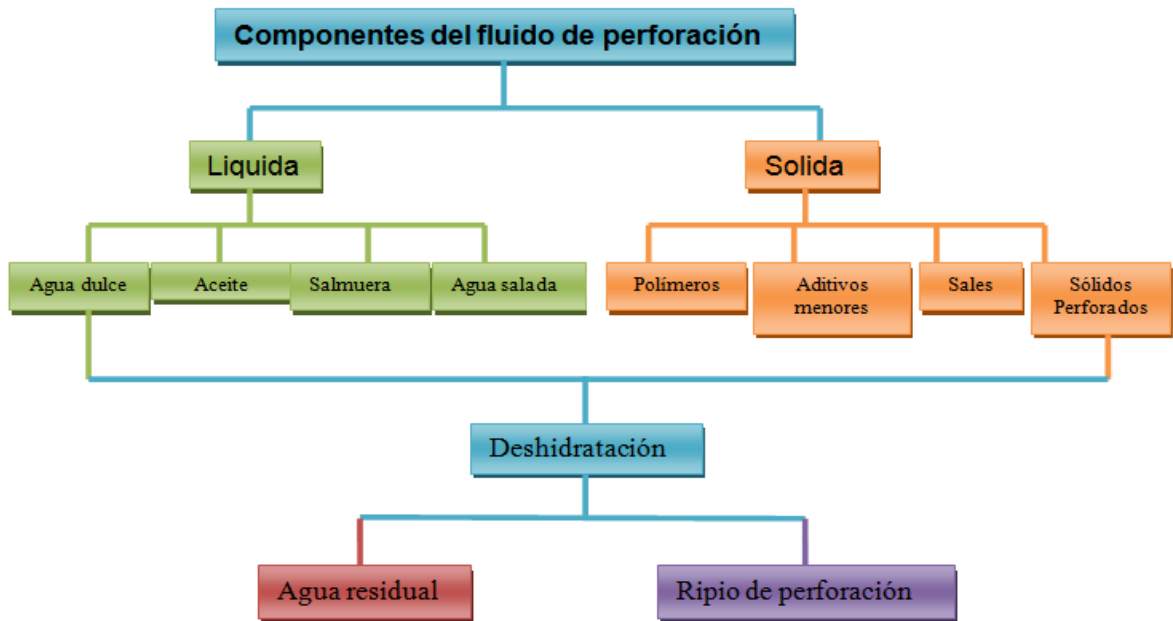 Componentes del fluido de perforación
Liquida
Solida
Agua dulce
Aceite
Salmuera
Agua salada
Polímeros
Aditivos
menores
Sales
Sólidos
Perforados
Deshidratación
Agua residual
Ripio de perforación